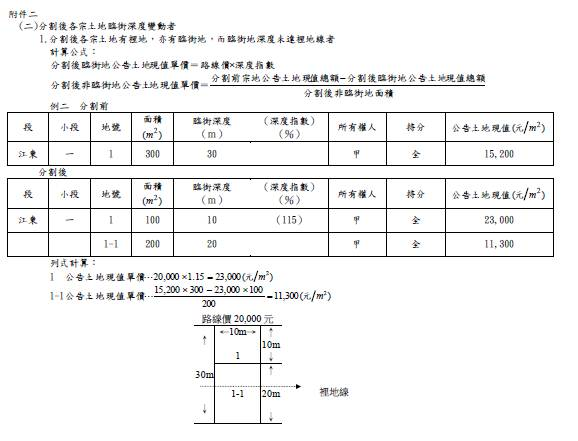 附件二
(二)分割後各宗土地臨街深度變動者
1.分割後各宗土地有裡地，亦有臨街地，而臨街地深度未達裡地線者
計算公式：
分割後臨街地公告土地現值單價＝路線價×深度指數
分割後非臨街地公告土地現值單價＝分割前宗地公告土地現值總額－分割後臨街地公告土地現值總額
分割後非臨街地面積
例二 分割前
段 小段 地號 面積(m²) 臨街深度(m) (深度指數)(%) 所有權人 持分 公告土地現值(元/m²)
江東 一 1 300 30 甲 全 15,200
分割後
段 小段 地號 面積(m²) 臨街深度(m) (深度指數)(%) 所有權人 持分 公告土地現值(元/m²)
江東 一 1 100 10 (115) 甲 全 23,000
1-1 200 20 甲 全 11,300
列式計算：
1 公告土地現值單價…20,000×1.15＝23,000(元/m²)
1-1公告土地現值單價…15,200×300－23,000×100
200
＝11,300(元/m²)
路線價 20,000 元
←10m→ ↑
↑ 10m
1 ↓
30m ↑
1-1 20m 裡地線
↓ ↓